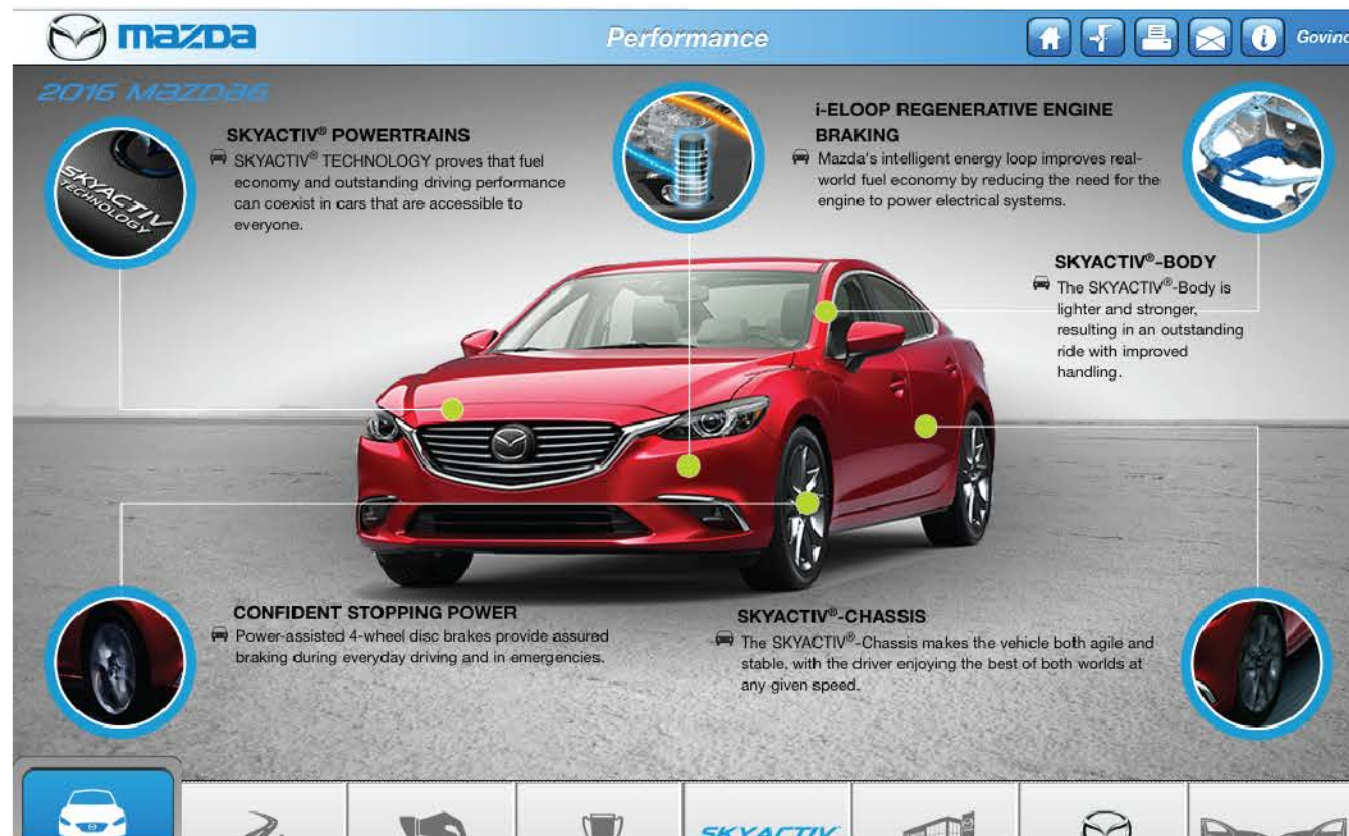 mazda
Performance
Govind
2016 mazda6
SKYACTIV® POWERTRAINS
SKYACTIV® TECHNOLOGY proves that fuel
economy and outstanding driving performance
can coexist in cars that are accessible to
everyone.
SKYACTIV
TECHNOLOGY
i-ELOOP REGENERATIVE ENGINE
BRAKING
Mazda's intelligent energy loop improves real-
world fuel economy by reducing the need for the
engine to power electrical systems.
SKYACTIV®-BODY
The SKYACTIV®-Body is
lighter and stronger,
resulting in an outstanding
ride with improved
handling.
CONFIDENT STOPPING POWER
Power-assisted 4-wheel disc brakes provide assured
braking during everyday driving and in emergencies.
SKYACTIV®-CHASSIS
The SKYACTIV®-Chassis makes the vehicle both agile and
stable, with the driver enjoying the best of both worlds at
any given speed.
SKYACTIV